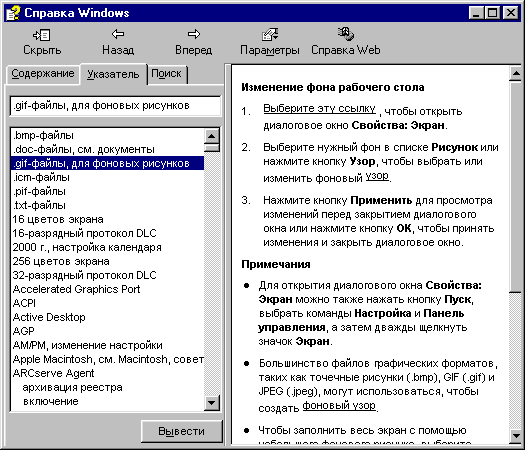 Справка Windows
Скрыть Назад Вперед Параметры Справка Web
Содержание Указатель Поиск
.gif-файлы, для фоновых рисунков
.bmp-файлы
.doc-файлы, см. документы
.gif-файлы, для фоновых рисунков
.icm-файлы
.pif-файлы
.txt-файлы
16 цветов экрана
16-разрядный протокол DLC
2000 г., настройка календаря
256 цветов экрана
32-разрядный протокол DLC
Accelerated Graphics Port
ACPI
Active Desktop
AGP
AM/PM, изменение настройки
Apple Macintosh, см. Macintosh, совет
ARCserve Agent
архивация реестра
включение
Вывести
Изменение фона рабочего стола
1. Выберите эту ссылку , чтобы открыть
диалоговое окно Свойства: Экран.
2. Выберите нужный фон в списке Рисунок или
нажмите кнопку Узор, чтобы выбрать или
изменить фоновый узор.
3. Нажмите кнопку Применить для просмотра
изменений перед закрытием диалогового
окна или нажмите кнопку OK, чтобы принять
изменения и закрыть диалоговое окно.
Примечания
• Для открытия диалогового окна Свойства:
Экран можно также нажать кнопку Пуск,
выбрать команды Настройка и Панель
управления, а затем дважды щелкнуть
значок Экран.
• Большинство файлов графических форматов,
таких как точечные рисунки (.bmp), GIF (.gif) и
JPEG (.jpeg), могут использоваться, чтобы
создать фоновый узор.
• Чтобы заполнить весь экран с помощью
небольшого фонового рисунка, выберите